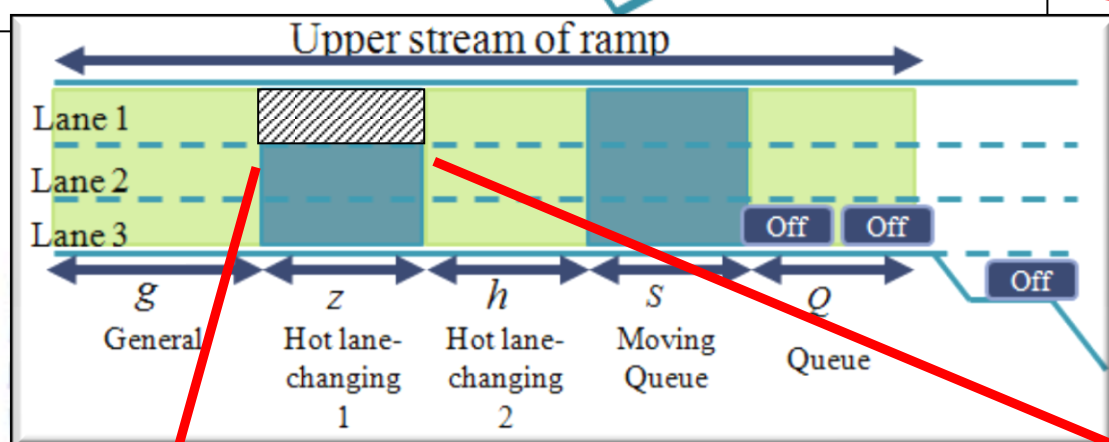 Upper stream of ramp
Lane 1
Lane 2
Lane 3
Off Off
Off
g z h S Q
General Hot lane- Hot lane- Moving Queue
changing changing Queue
1 2